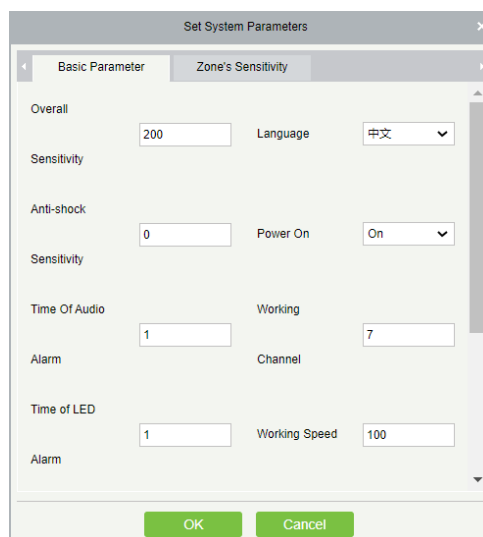 Set System Parameters
Basic Parameter Zone's Sensitivity
Overall
Sensitivity
200
Language
中文
Anti-shock
Sensitivity
0
Power On
On
Time Of Audio
Alarm
1
Working
Channel
7
Time of LED
Alarm
1
Working Speed
100
OK Cancel